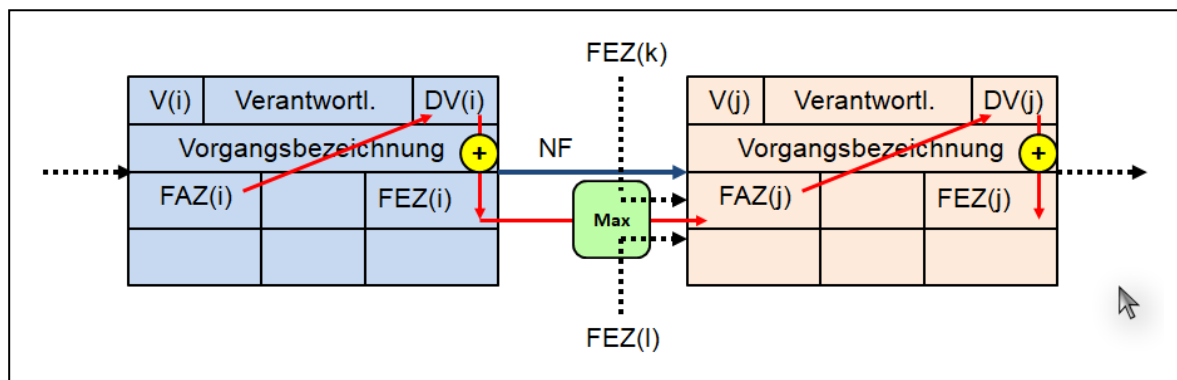 FEZ(k)
V(i) Verantwortl. DV(i)
Vorgangsbezeichnung +
FAZ(i) FEZ(i)
NF
Max
V(j) Verantwortl. DV(j)
Vorgangsbezeichnung +
FAZ(j) FEZ(j)
FEZ(l)